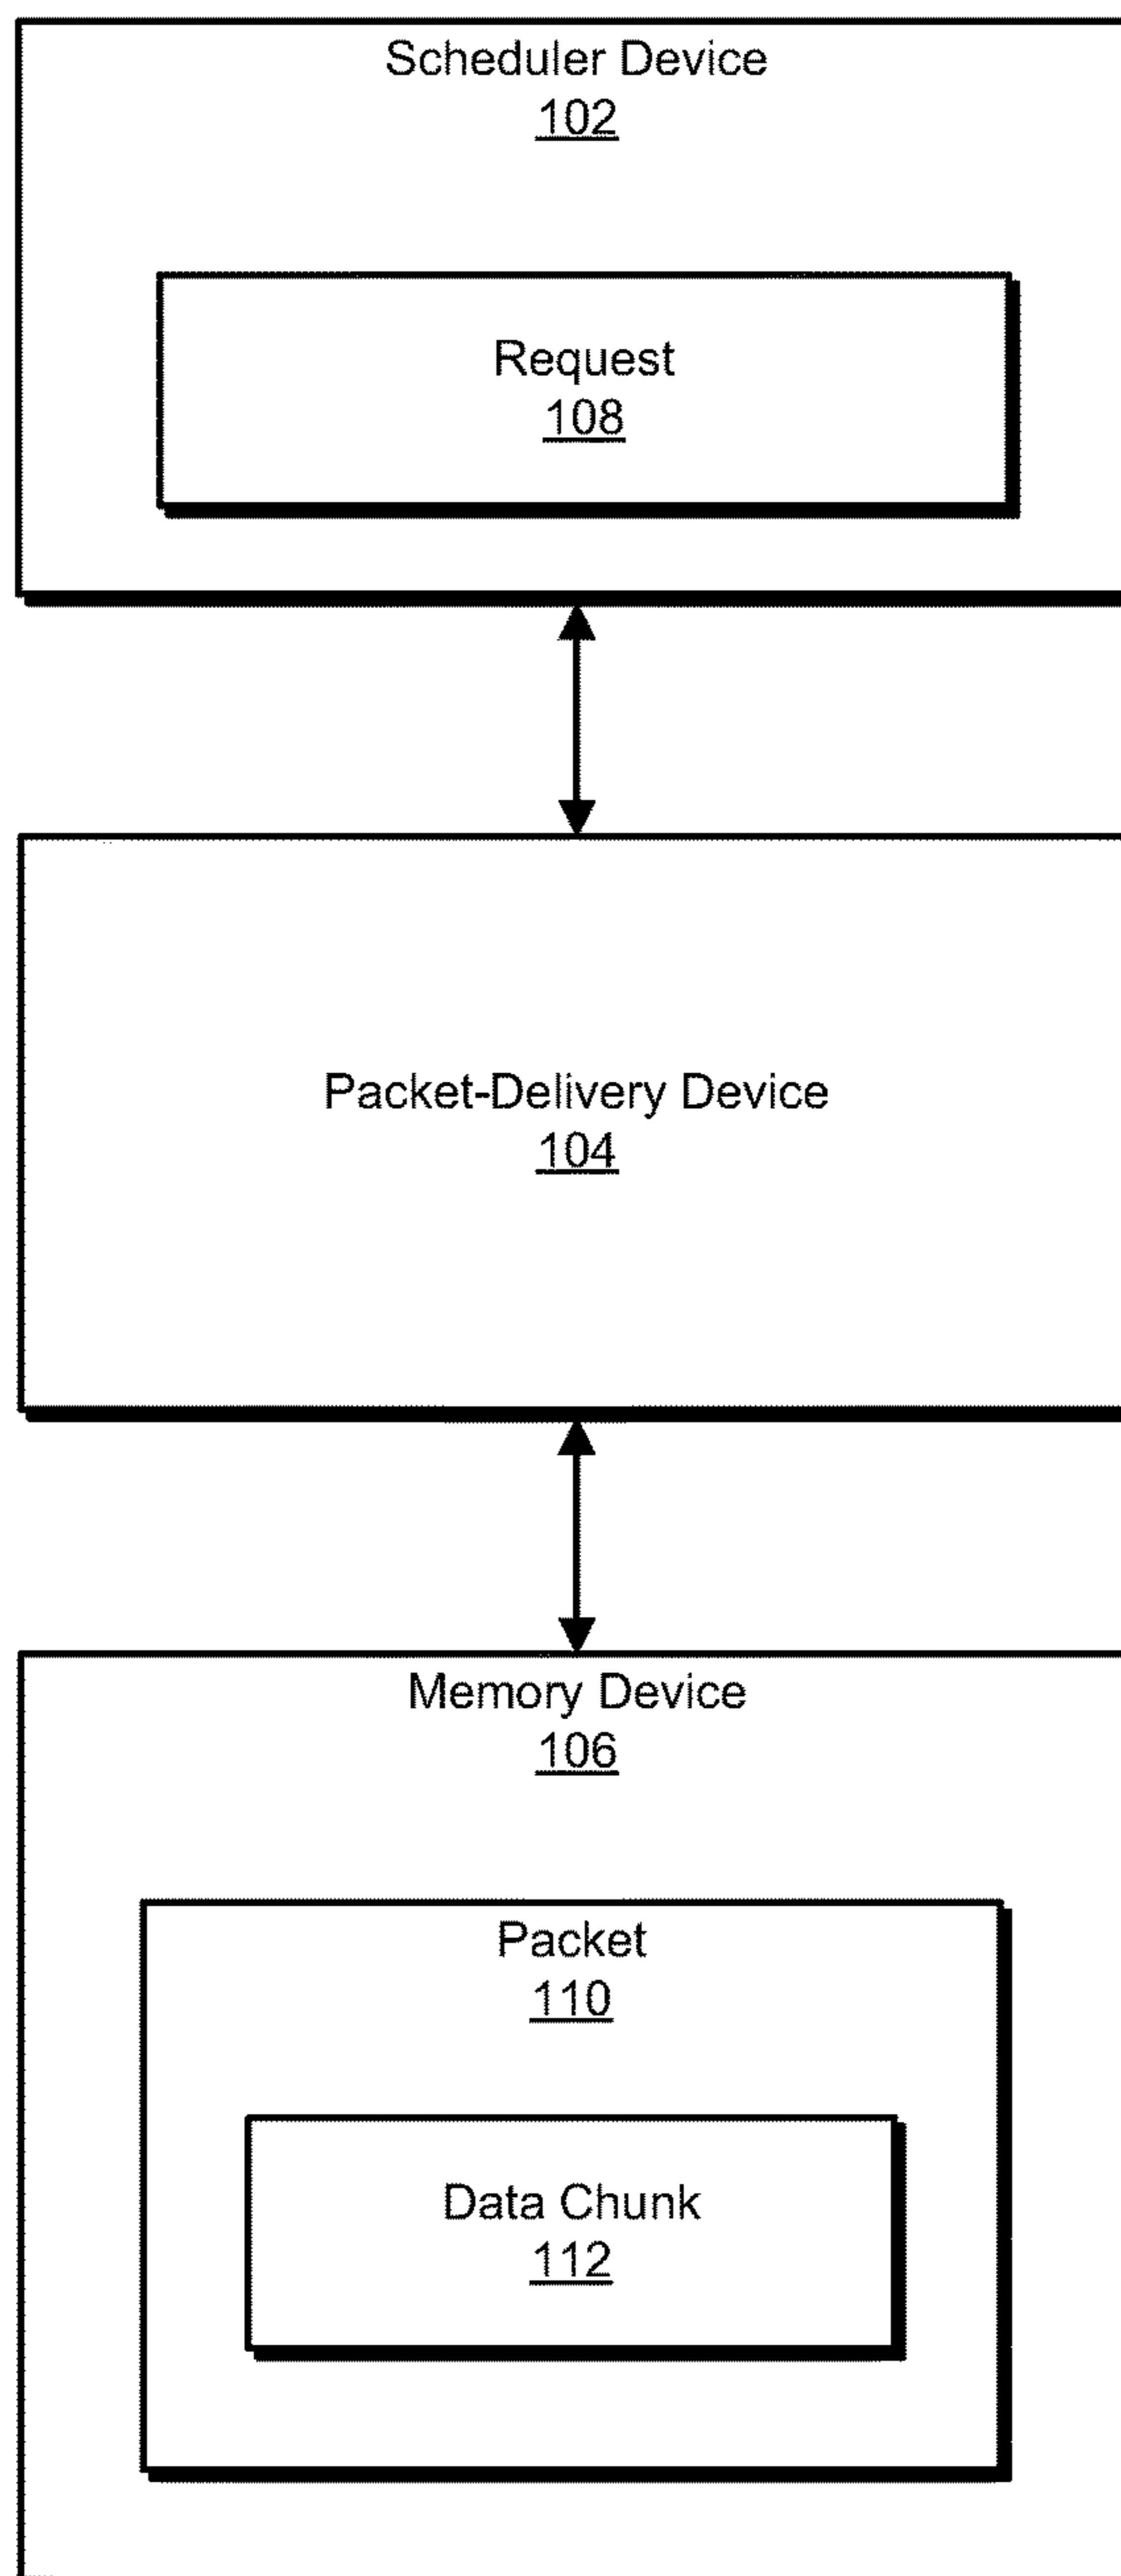 Scheduler Device
102
Request
108
Packet-Delivery Device
104
Memory Device
106
Packet
110
Data Chunk
112